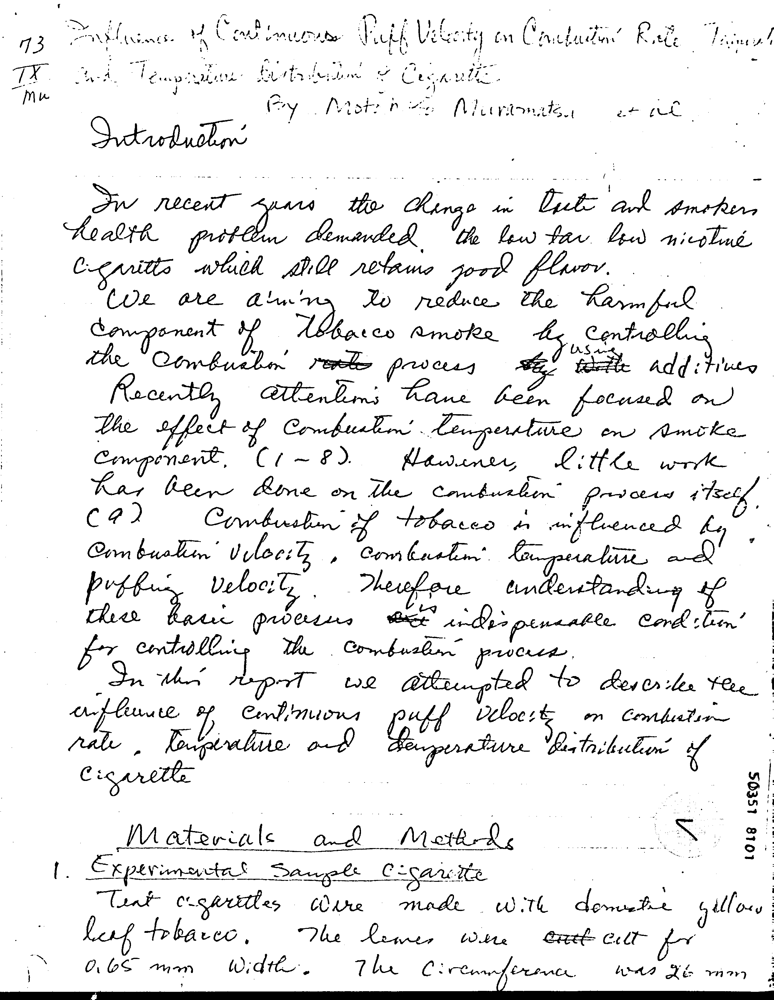 73 Influence of Continuous Puff Velocity on Combustion Rate
IX and Temperature Distribution of Cigarette
Mu By Muramatsu et al
Introduction
In recent years the change in taste and smokers
health problem demanded, the low tar low nicotine
cigaretts which still retains good flavor.
We are aiming to reduce the harmful
component of tobacco smoke by controlling
the combustion rate process by with using additives
Recently attentions have been focused on
the effect of combustion temperature on smoke
component. (1-8). However, little work
has been done on the combustion process itself.
(9) Combustion of tobacco is influenced by
combustion velocity, combustion temperature and
puffing velocity. Therefore understanding of
these basic processes is indispensable condition
for controlling the combustion process.
In this report we attempted to describe the
influence of continuous puff velocity on combustion
rate, temperature and temperature distribution of
cigarette
50351 8101
Materials and Methods
1. Experimental Sample Cigarette
Test cigarettes were made with domestic yellow
leaf tobacco. The leaves were cut cut for
0.65 mm width. The circumference was 26 mm